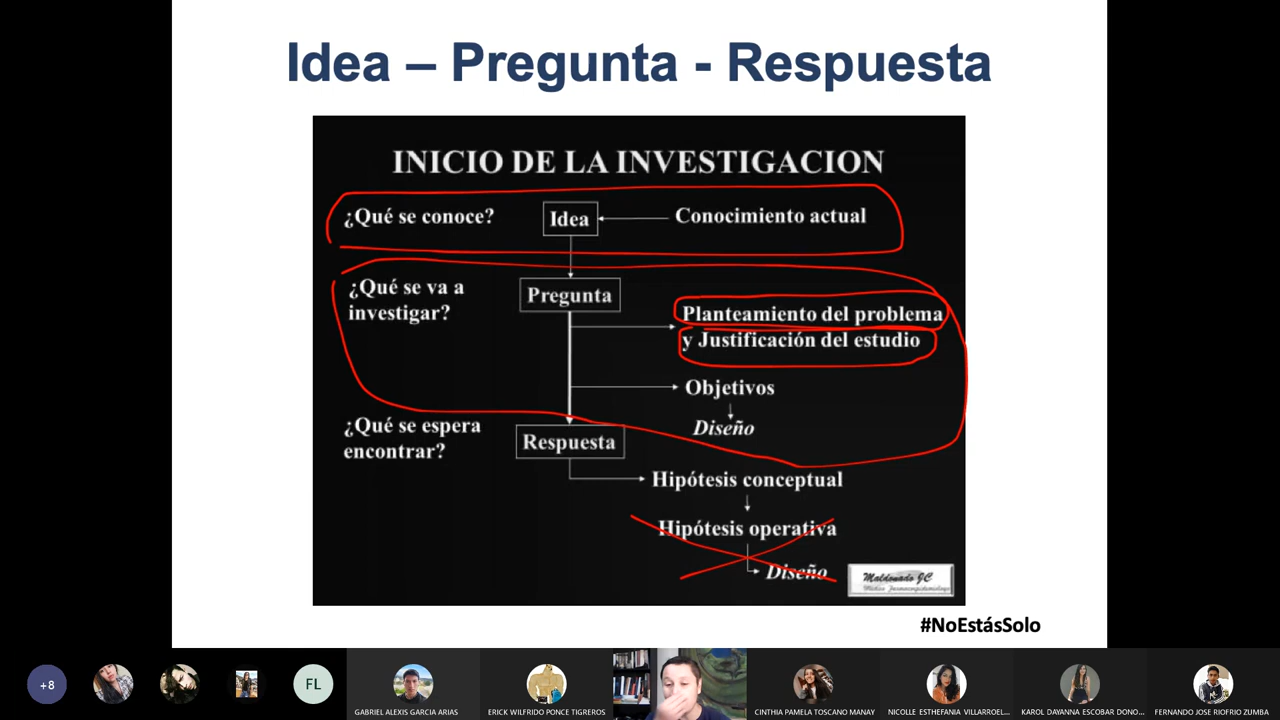 Idea – Pregunta - Respuesta
INICIO DE LA INVESTIGACION
¿Qué se conoce?
Idea
Conocimiento actual
¿Qué se va a
investigar?
Pregunta
Planteamiento del problema
y Justificación del estudio
Objetivos
Diseño
¿Qué se espera
encontrar?
Respuesta
Hipótesis conceptual
Hipótesis operativa
Diseño
Maldonado JC
#NoEstásSolo
+8
FL
GABRIEL ALEXIS GARCIA ARIAS
ERICK WILFRIDO PONCE TIGREROS
CINTHIA PAMELA TOSCANO MANAY
NICOLLE ESTHEFANIA VILLARROEL...
KAROL DAYANNA ESCOBAR DONO...
FERNANDO JOSE RIOFRIO ZUMBA